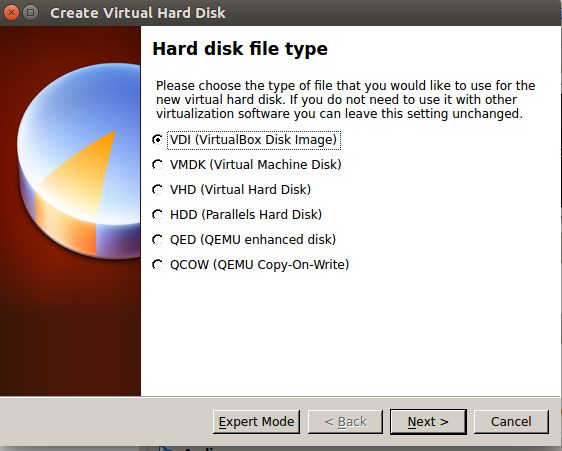 Create Virtual Hard Disk
Hard disk file type
Please choose the type of file that you would like to use for the
new virtual hard disk. If you do not need to use it with other
virtualization software you can leave this setting unchanged.
VDI (VirtualBox Disk Image)
VMDK (Virtual Machine Disk)
VHD (Virtual Hard Disk)
HDD (Parallels Hard Disk)
QED (QEMU enhanced disk)
QCOW (QEMU Copy-On-Write)
Expert Mode
< Back
Next >
Cancel